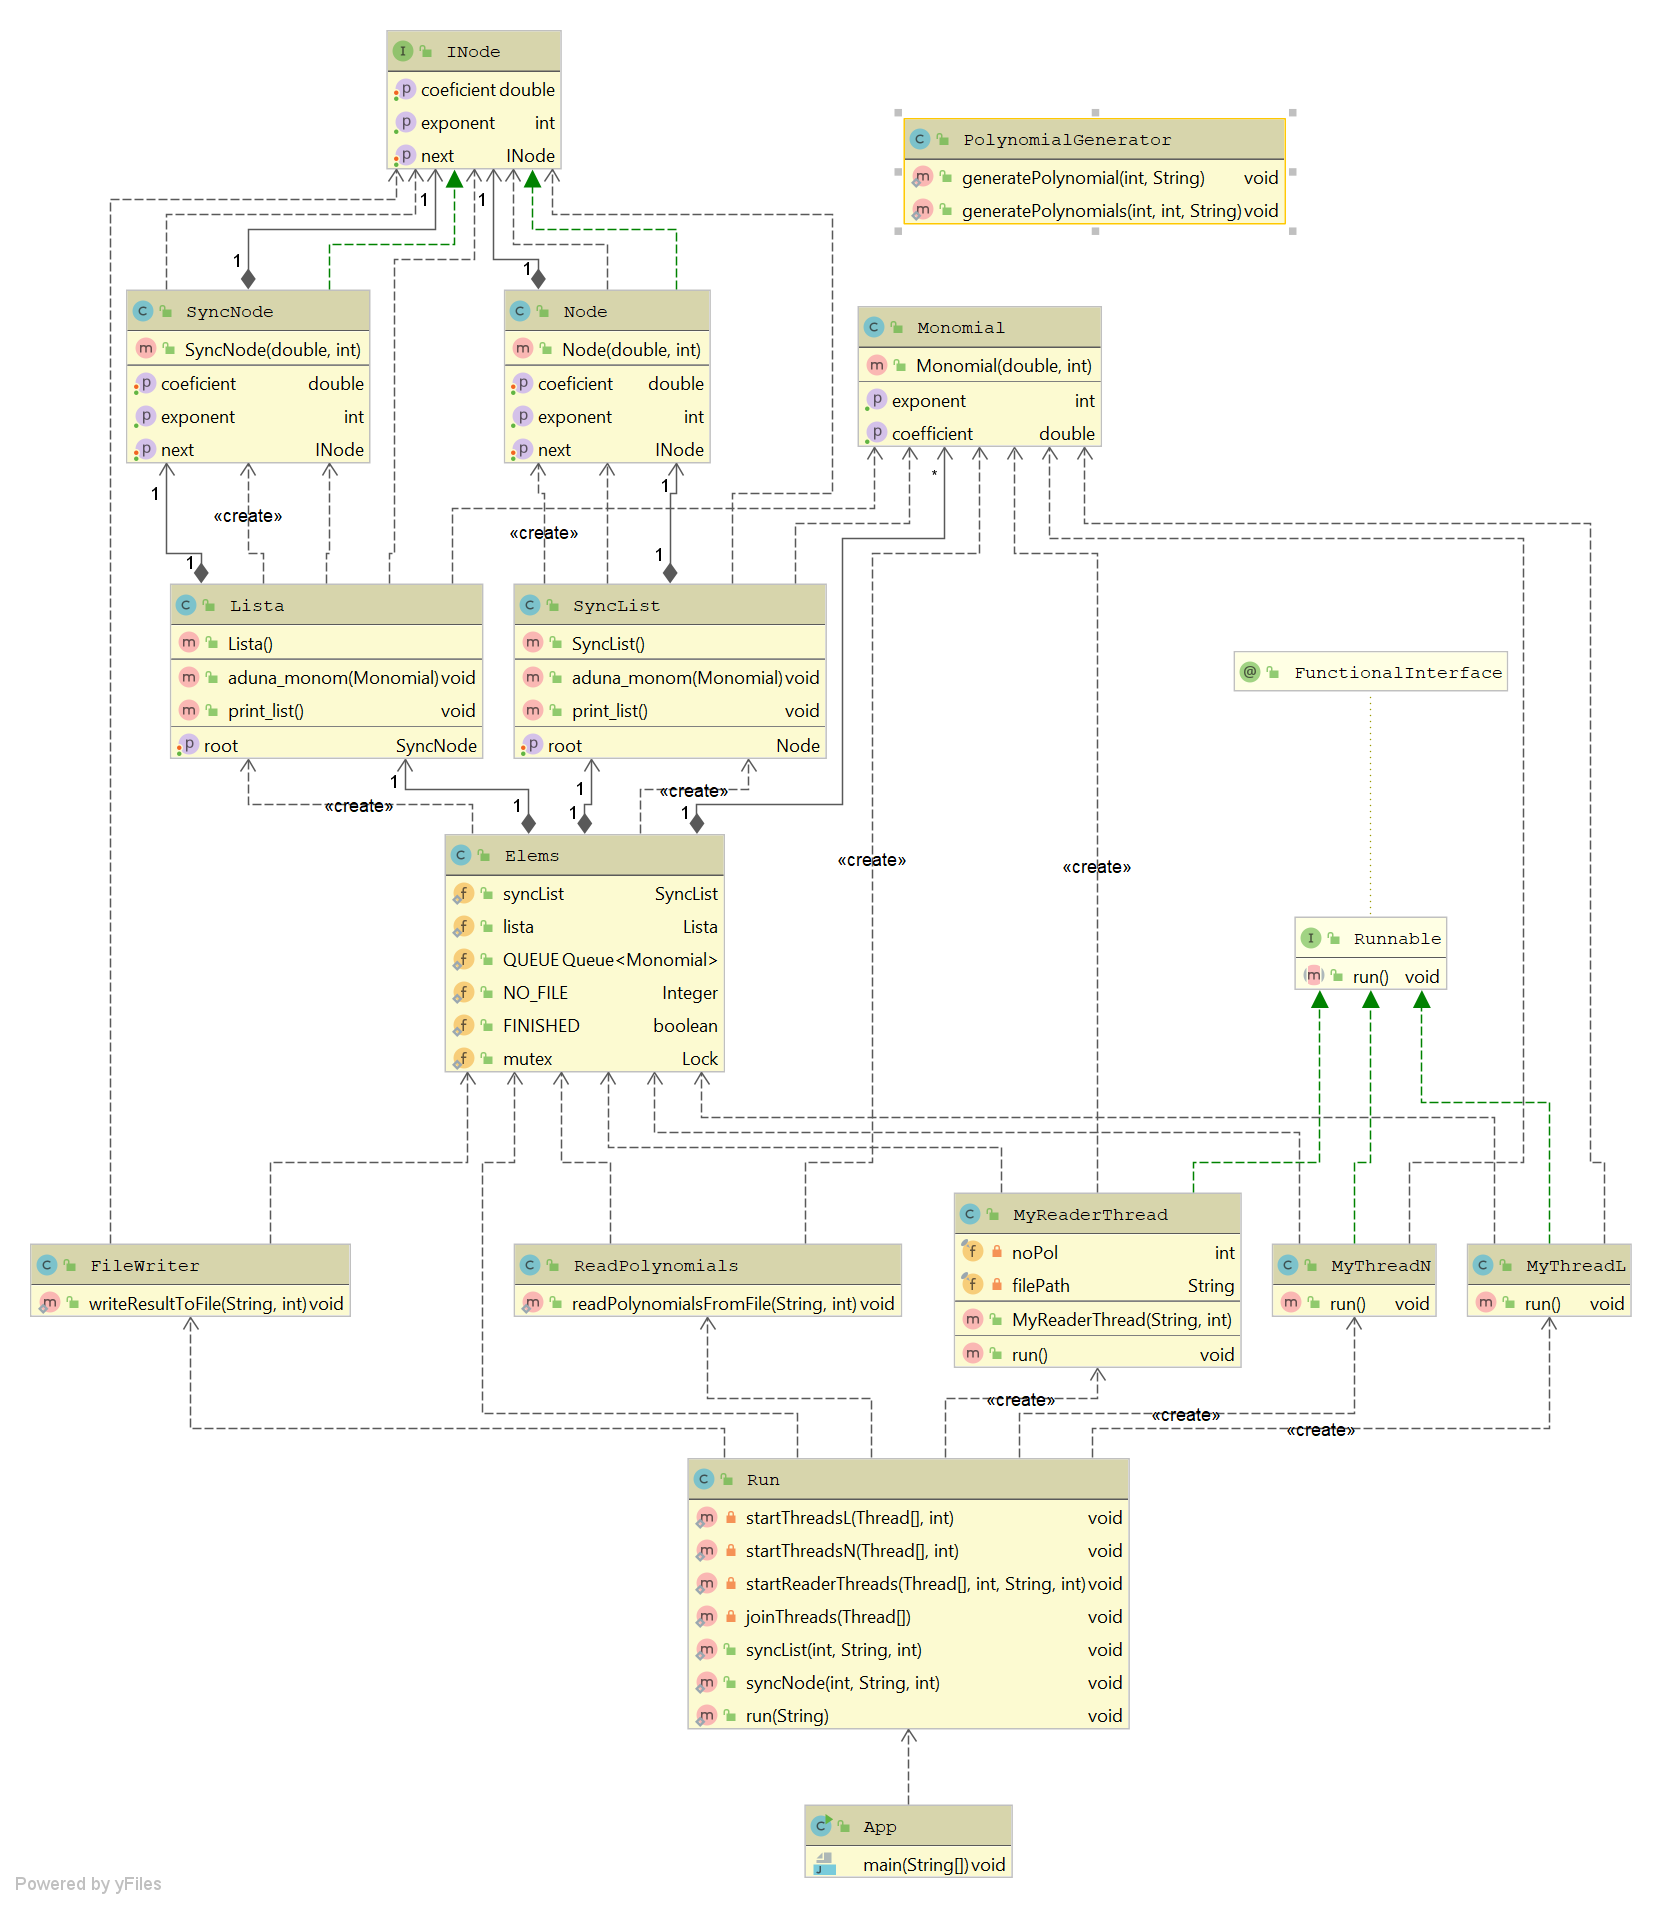 INode
coeficient double
exponent int
next INode
PolynomialGenerator
generatePolynomial(int, String) void
generatePolynomials(int, int, String) void
1
1
1
1
SyncNode
SyncNode(double, int)
coeficient double
exponent int
next INode
Node
Node(double, int)
coeficient double
exponent int
next INode
Monomial
Monomial(double, int)
exponent int
coefficient double
*
1
1
«create»
«create»
1
1
Lista
Lista()
aduna_monom(Monomial) void
print_list() void
root SyncNode
SyncList
SyncList()
aduna_monom(Monomial) void
print_list() void
root Node
FunctionalInterface
1
1
«create»
«create»
1
1
1
Elems
syncList SyncList
lista Lista
QUEUE Queue<Monomial>
NO_FILE Integer
FINISHED boolean
mutex Lock
«create»
«create»
Runnable
run() void
FileWriter
writeResultToFile(String, int) void
ReadPolynomials
readPolynomialsFromFile(String, int) void
MyReaderThread
noPol int
filePath String
MyReaderThread(String, int)
run() void
MyThreadN
run() void
MyThreadL
run() void
«create»
«create»
«create»
Run
startThreadsL(Thread[], int) void
startThreadsN(Thread[], int) void
startReaderThreads(Thread[], int, String, int) void
joinThreads(Thread[]) void
syncList(int, String, int) void
syncNode(int, String, int) void
run(String) void
App
main(String[]) void
Powered by yFiles